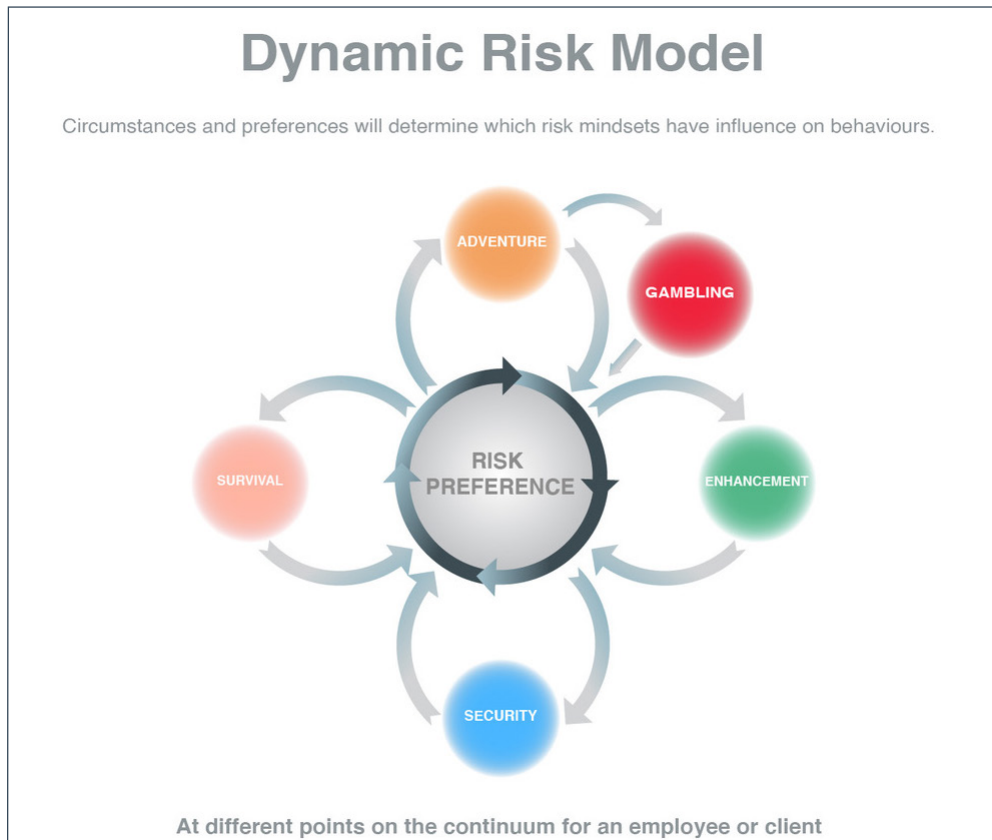 Dynamic Risk Model
Circumstances and preferences will determine which risk mindsets have influence on behaviours.
ADVENTURE
GAMBLING
RISK
PREFERENCE
SURVIVAL
ENHANCEMENT
SECURITY
At different points on the continuum for an employee or client